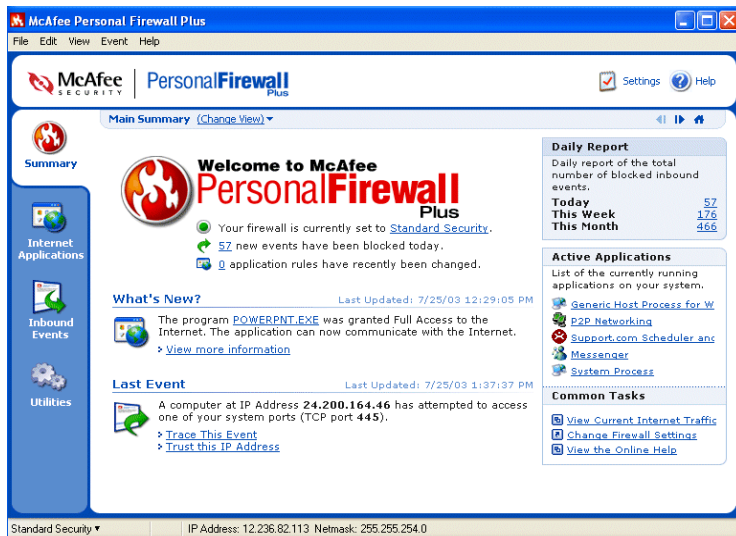 McAfee Personal Firewall Plus
File Edit View Event Help
McAfee SECURITY PersonalFirewall Plus
Settings Help
Main Summary (Change View)
Summary
Internet Applications
Inbound Events
Utilities
Welcome to McAfee
PersonalFirewall
Plus
Your firewall is currently set to Standard Security.
57 new events have been blocked today.
0 application rules have recently been changed.
What's New? Last Updated: 7/25/03 12:29:05 PM
The program POWERPNT.EXE was granted Full Access to the
Internet. The application can now communicate with the Internet.
View more information
Last Event Last Updated: 7/25/03 1:37:37 PM
A computer at IP Address 24.200.164.46 has attempted to access
one of your system ports (TCP port 445).
Trace This Event
Trust this IP Address
Daily Report
Daily report of the total
number of blocked inbound
events.
Today 57
This Week 176
This Month 466
Active Applications
List of the currently running
applications on your system.
Generic Host Process for W
P2P Networking
Support.com Scheduler anc
Messenger
System Process
Common Tasks
View Current Internet Traffic
Change Firewall Settings
View the Online Help
Standard Security IP Address: 12.236.82.113 Netmask: 255.255.254.0